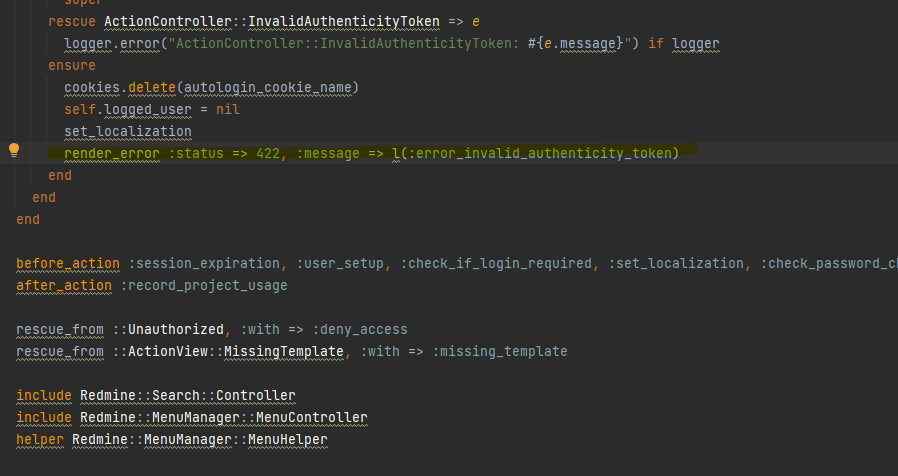 super
rescue ActionController::InvalidAuthenticityToken => e
logger.error("ActionController::InvalidAuthenticityToken: #{e.message}") if logger
ensure
cookies.delete(autologin_cookie_name)
self.logged_user = nil
set_localization
render_error :status => 422, :message => l(:error_invalid_authenticity_token)
end
end
end
before_action :session_expiration, :user_setup, :check_if_login_required, :set_localization, :check_password_ch
after_action :record_project_usage
rescue_from ::Unauthorized, :with => :deny_access
rescue_from ::ActionView::MissingTemplate, :with => :missing_template
include Redmine::Search::Controller
include Redmine::MenuManager::MenuController
helper Redmine::MenuManager::MenuHelper